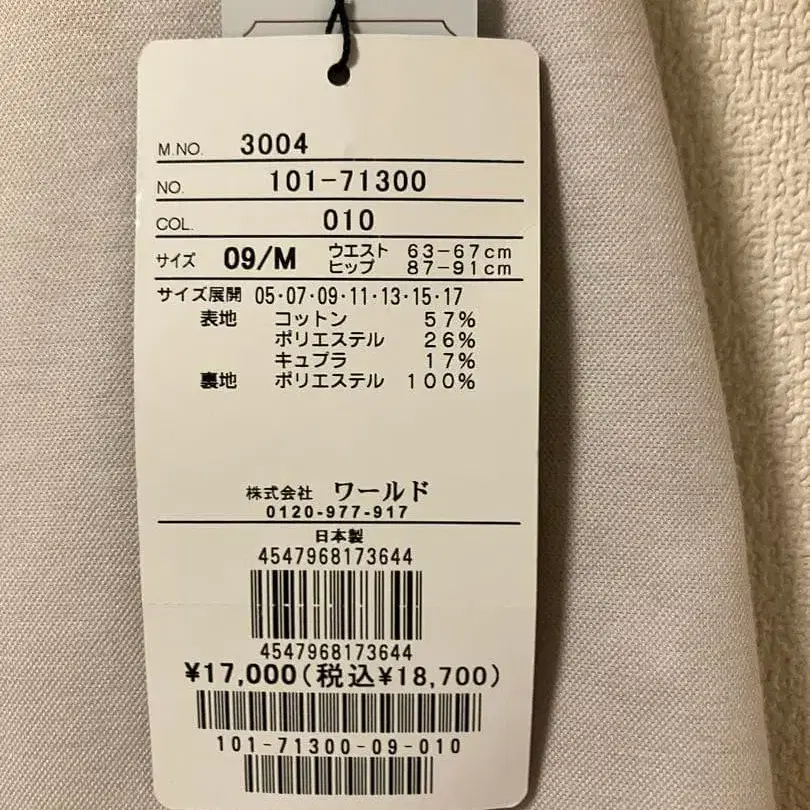 M.NO. 3004
NO. 101-71300
COL. 010
サイズ 09/M ウエスト 63-67cm
ヒップ 87-91cm
サイズ展開 05・07・09・11・13・15・17
表地 コットン 57%
ポリエステル 26%
キュプラ 17%
裏地 ポリエステル 100%
株式会社 ワールド
0120-977-917
日本製
4547968173644
4547968173644
¥17,000(税込¥18,700)
101-71300-09-010